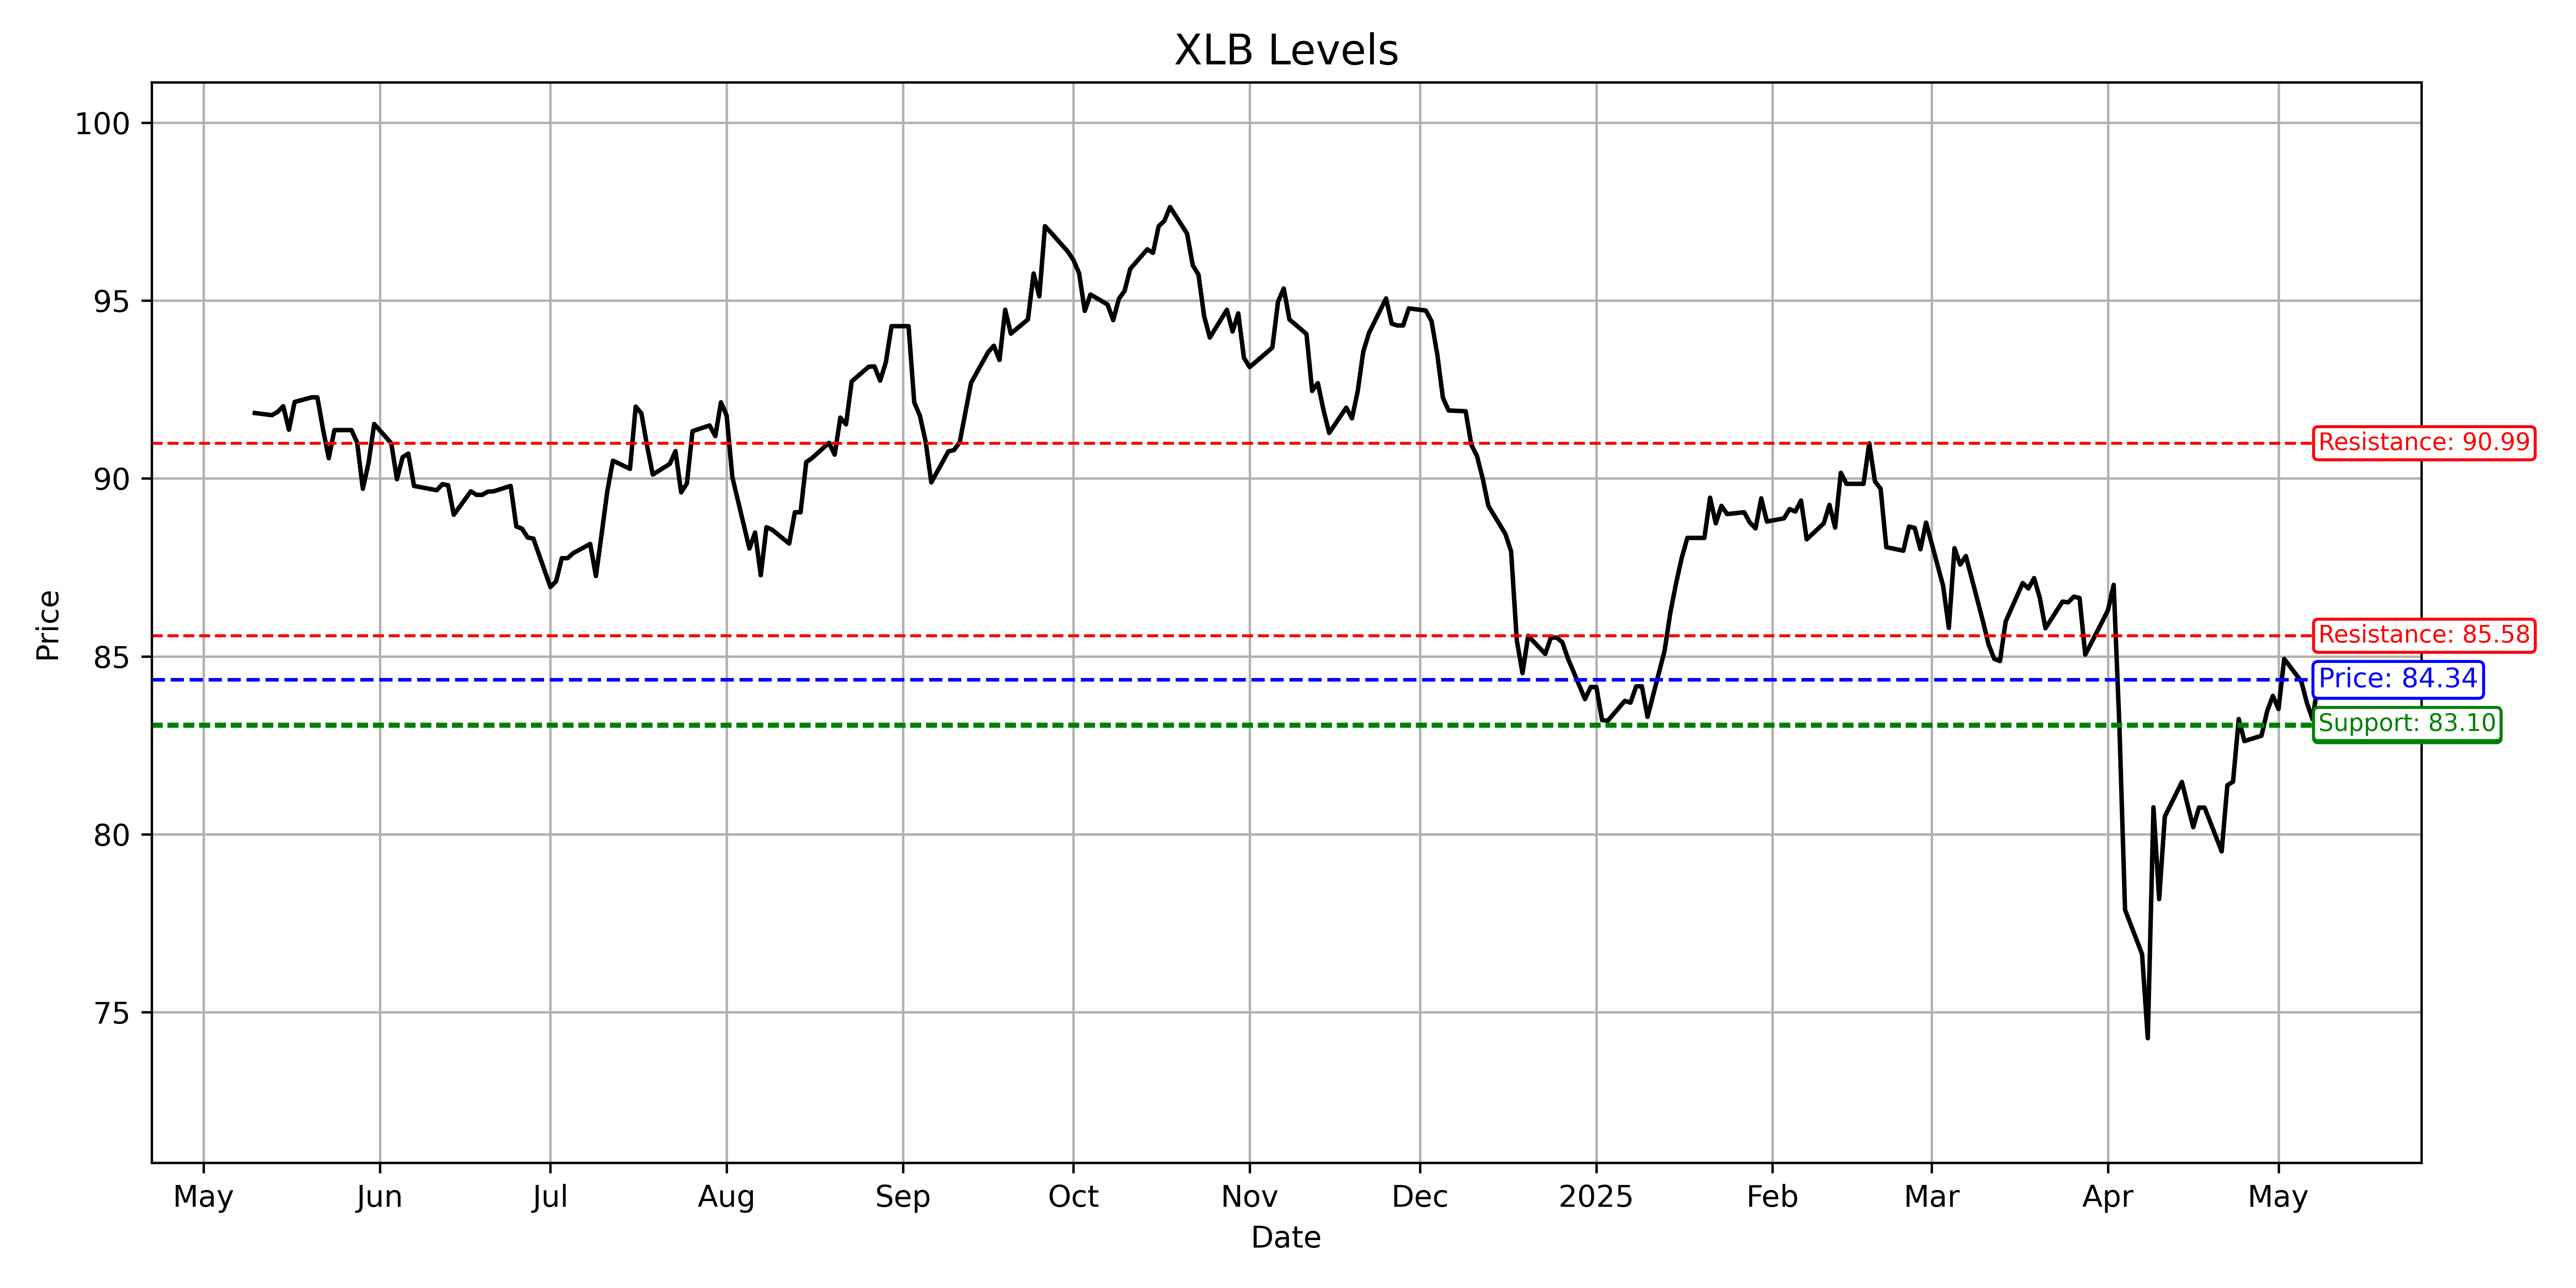 XLB Levels
100
95
90
85
80
75
Price
Resistance: 90.99
Resistance: 85.58
Price: 84.34
Support: 83.10
May
Jun
Jul
Aug
Sep
Oct
Nov
Dec
2025
Feb
Mar
Apr
May
Date